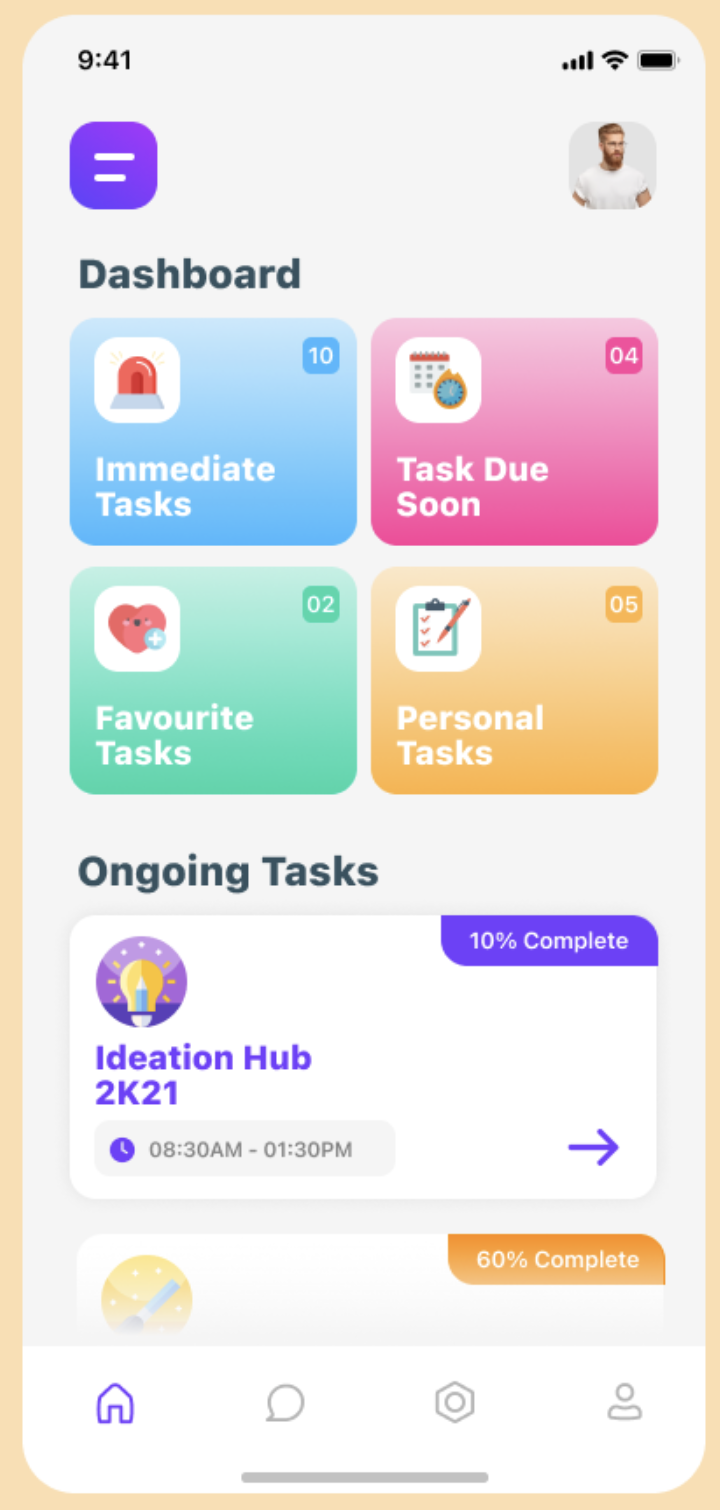 9:41
Dashboard
10
Immediate
Tasks
04
Task Due
Soon
02
Favourite
Tasks
05
Personal
Tasks
Ongoing Tasks
10% Complete
Ideation Hub
2K21
08:30AM - 01:30PM
60% Complete